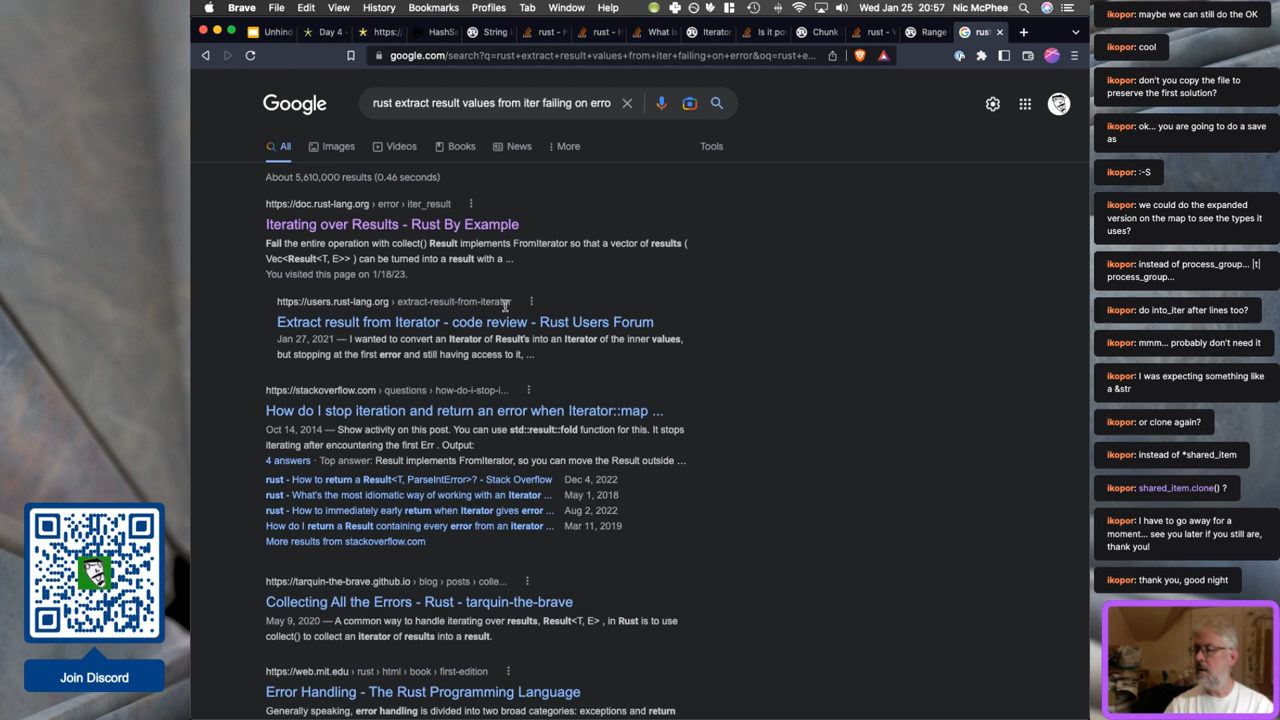 Brave File Edit View History Bookmarks Profiles Tab Window Help Wed Jan 25 20:57 Nic McPhee
Unhind Day 4 - https:/ HashSe String i rust - H rust - H What is Iterator Is it po Chunk rust - V Range rus
google.com/search?q=rust+extract+result+values+from+iter+failing+on+error&oq=rust+e...
Google
rust extract result values from iter failing on erro
All Images Videos Books News More Tools
About 5,610,000 results (0.46 seconds)
https://doc.rust-lang.org › error › iter_result
Iterating over Results - Rust By Example
Fail the entire operation with collect() Result implements FromIterator so that a vector of results (
Vec<Result<T, E>> ) can be turned into a result with a ...
You visited this page on 1/18/23.
https://users.rust-lang.org › extract-result-from-iterator
Extract result from Iterator - code review - Rust Users Forum
Jan 27, 2021 — I wanted to convert an Iterator of Result's into an Iterator of the inner values,
but stopping at the first error and still having access to it, ...
https://stackoverflow.com › questions › how-do-i-stop-i...
How do I stop iteration and return an error when Iterator::map ...
Oct 14, 2014 — Show activity on this post. You can use std::result::fold function for this. It stops
iterating after encountering the first Err . Output:
4 answers · Top answer: Result implements FromIterator, so you can move the Result outside ...
rust - How to return a Result<T, ParseIntError>? - Stack Overflow Dec 4, 2022
rust - What's the most idiomatic way of working with an Iterator ... May 1, 2018
rust - How to immediately early return when Iterator gives error ... Aug 2, 2022
How do I return a Result containing every error from an iterator ... Mar 11, 2019
More results from stackoverflow.com
https://tarquin-the-brave.github.io › blog › posts › colle...
Collecting All the Errors - Rust - tarquin-the-brave
May 9, 2020 — A common way to handle iterating over results, Result<T, E> , in Rust is to use
collect() to collect an iterator of results into a result.
https://web.mit.edu › rust › html › book › first-edition
Error Handling - The Rust Programming Language
Generally speaking, error handling is divided into two broad categories: exceptions and return
Join Discord
ikopor: maybe we can still do the OK
ikopor: cool
ikopor: don't you copy the file to
preserve the first solution?
ikopor: ok... you are going to do a save
as
ikopor: :-S
ikopor: we could do the expanded
version on the map to see the types it
uses?
ikopor: instead of process_group... |t|
process_group...
ikopor: do into_iter after lines too?
ikopor: mmm... probably don't need it
ikopor: I was expecting something like
a &str
ikopor: or clone again?
ikopor: instead of *shared_item
ikopor: shared_item.clone() ?
ikopor: I have to go away for a
moment... see you later if you still are,
thank you!
ikopor: thank you, good night